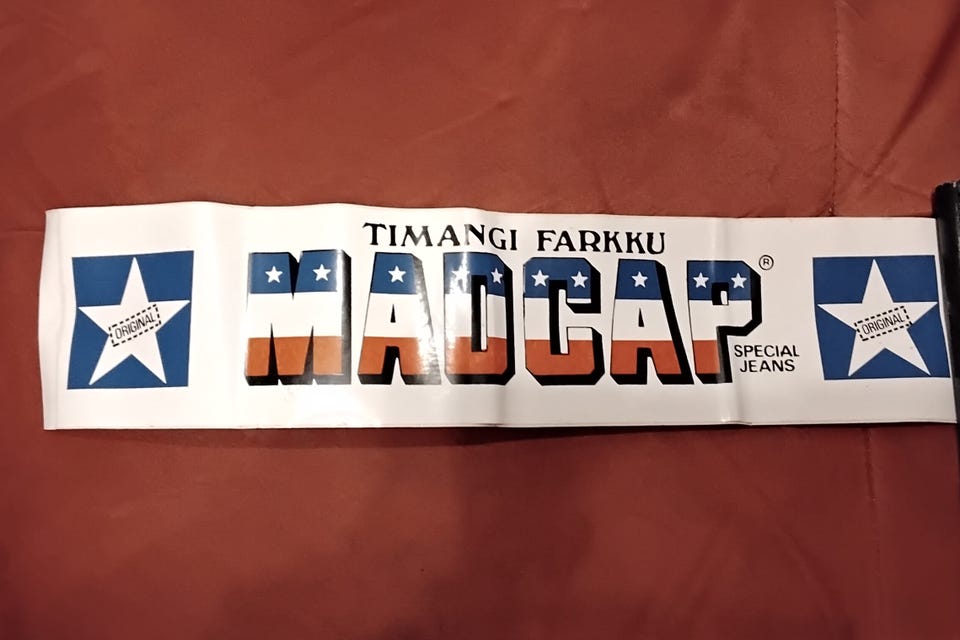 TIMANGI FARKKU
ORIGINAL
MADCAP ®
SPECIAL
JEANS
ORIGINAL